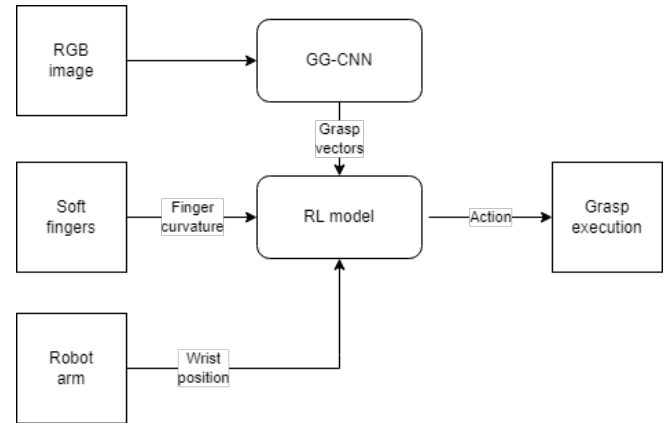 RGB
image
GG-CNN
Grasp
vectors
Soft
fingers
Finger
curvature
RL model
Action
Grasp
execution
Robot
arm
Wrist
position